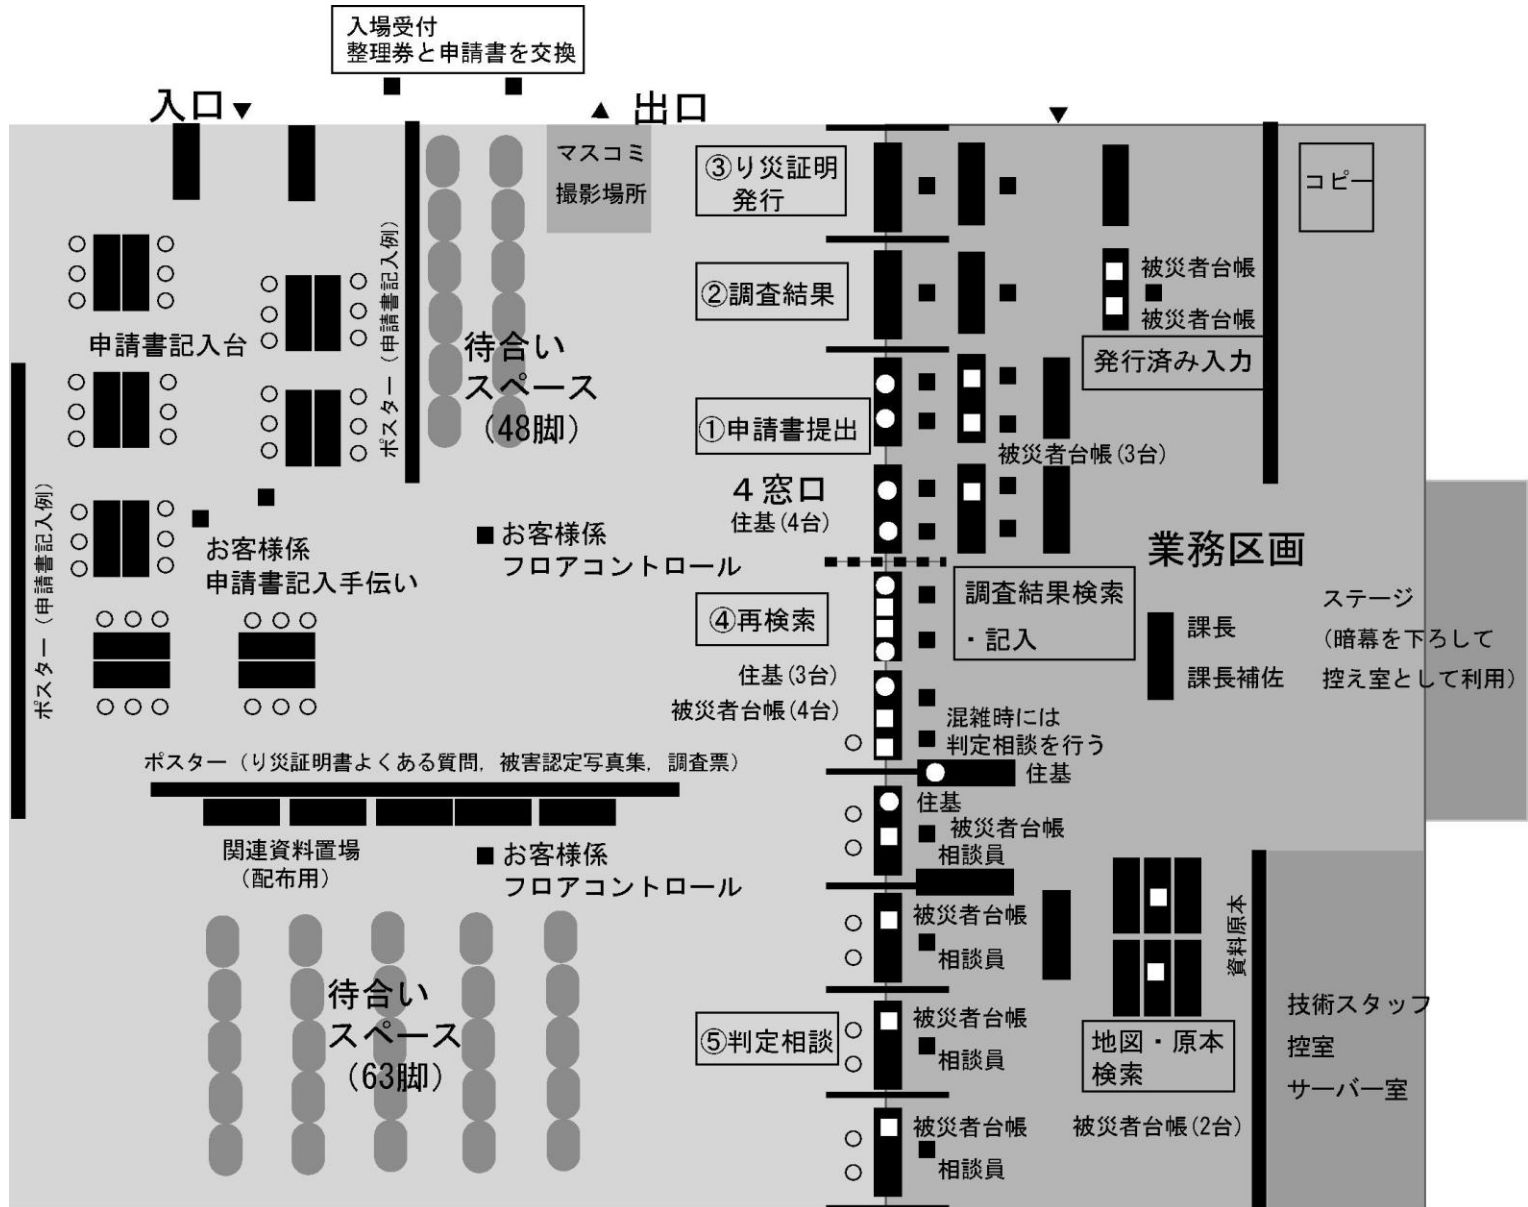 入場受付
整理券と申請書を交換
入口
出口
マスコミ
撮影場所
③り災証明
発行
コピー
ポスター（申請書記入例）
②調査結果
被災者台帳
被災者台帳
発行済み入力
申請書記入台
待合い
スペース
（48脚）
①申請書提出
被災者台帳(3台)
４窓口
住基(4台)
ポスター（申請書記入例）
お客様係
申請書記入手伝い
お客様係
フロアコントロール
業務区画
調査結果検索
・記入
④再検索
住基(3台)
被災者台帳(4台)
課長
課長補佐
ステージ
（暗幕を下ろして
控え室として利用）
混雑時には
判定相談を行う
住基
ポスター（り災証明書よくある質問，被害認定写真集，調査票）
住基
被災者台帳
相談員
関連資料置場
（配布用）
お客様係
フロアコントロール
被災者台帳
相談員
資料原本
待合い
スペース
（63脚）
⑤判定相談
被災者台帳
相談員
地図・原本
検索
被災者台帳(2台)
技術スタッフ
控室
サーバー室
被災者台帳
相談員